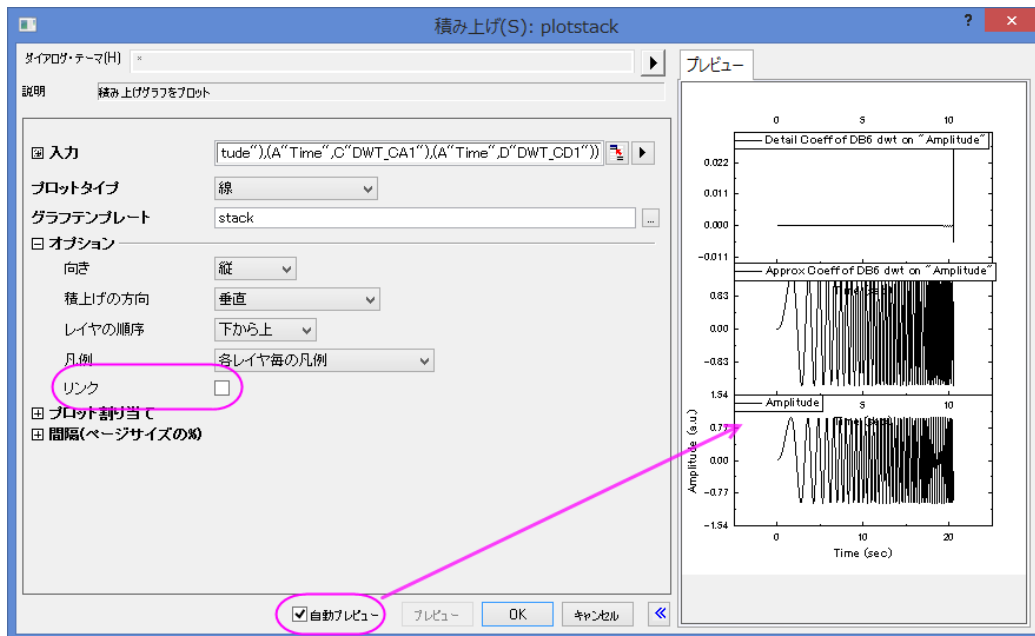 積み上げ(S): plotstack
? ×
ダイアログ・テーマ(H) *
説明 積み上げグラフをプロット
入力 tude"),(A"Time",C"DWT_CA1"),(A"Time",D"DWT_CD1"))
プロットタイプ 線
グラフテンプレート stack ...
オプション
向き 縦
積上げの方向 垂直
レイヤの順序 下から上
凡例 各レイヤ毎の凡例
リンク
プロット割り当て
間隔(ページサイズの%)
自動プレビュー プレビュー OK キャンセル
プレビュー
0 5 10
Detail Coeff of DB6 dwt on "Amplitude"
0.022
0.011
0.000
-0.011
Approx Coeff of DB6 dwt on "Amplitude"
Time (sec)
0.83
0.00
-0.83
1.54
Amplitude
5 10
Time (sec)
0.77
0.00
-0.77
-1.54
Amplitude (a.u.)
0 10 20
Time (sec)